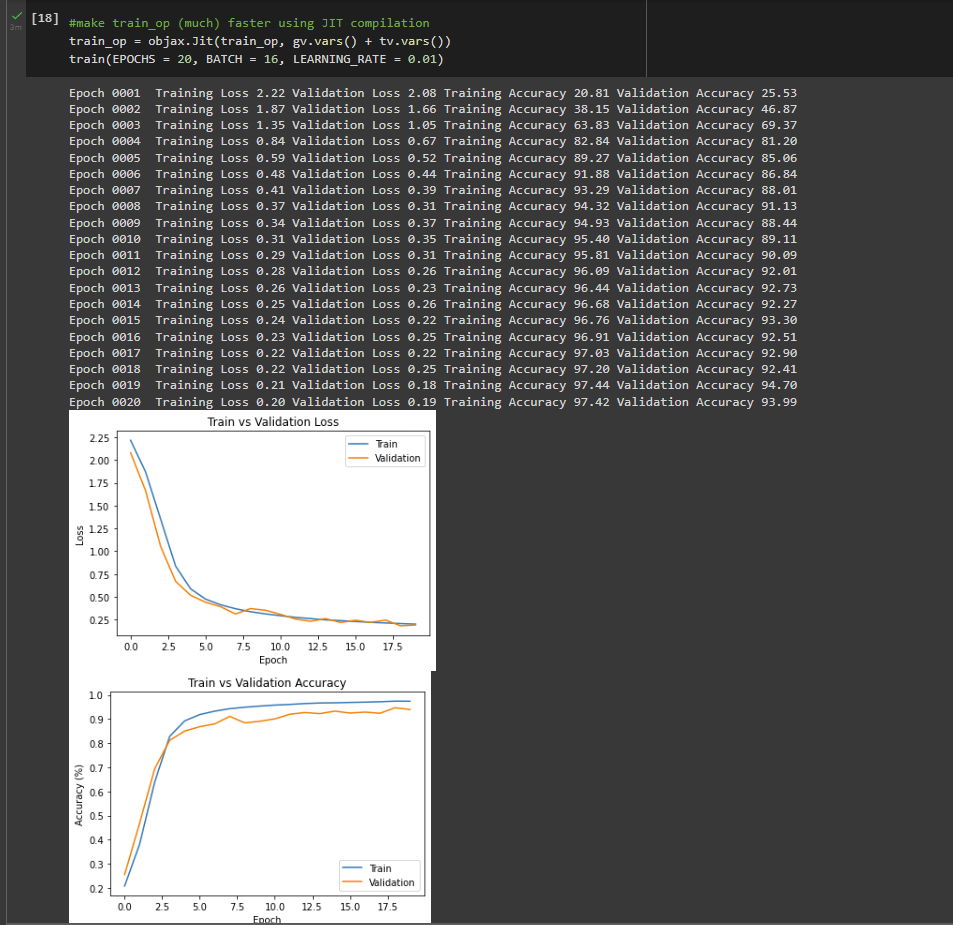 [18] #make train_op (much) faster using JIT compilation
3m
train_op = objax.Jit(train_op, gv.vars() + tv.vars())
train(EPOCHS = 20, BATCH = 16, LEARNING_RATE = 0.01)
Epoch 0001 Training Loss 2.22 Validation Loss 2.08 Training Accuracy 20.81 Validation Accuracy 25.53
Epoch 0002 Training Loss 1.87 Validation Loss 1.66 Training Accuracy 38.15 Validation Accuracy 46.87
Epoch 0003 Training Loss 1.35 Validation Loss 1.05 Training Accuracy 63.83 Validation Accuracy 69.37
Epoch 0004 Training Loss 0.84 Validation Loss 0.67 Training Accuracy 82.84 Validation Accuracy 81.20
Epoch 0005 Training Loss 0.59 Validation Loss 0.52 Training Accuracy 89.27 Validation Accuracy 85.06
Epoch 0006 Training Loss 0.48 Validation Loss 0.44 Training Accuracy 91.88 Validation Accuracy 86.84
Epoch 0007 Training Loss 0.41 Validation Loss 0.39 Training Accuracy 93.29 Validation Accuracy 88.01
Epoch 0008 Training Loss 0.37 Validation Loss 0.31 Training Accuracy 94.32 Validation Accuracy 91.13
Epoch 0009 Training Loss 0.34 Validation Loss 0.37 Training Accuracy 94.93 Validation Accuracy 88.44
Epoch 0010 Training Loss 0.31 Validation Loss 0.35 Training Accuracy 95.40 Validation Accuracy 89.11
Epoch 0011 Training Loss 0.29 Validation Loss 0.31 Training Accuracy 95.81 Validation Accuracy 90.09
Epoch 0012 Training Loss 0.28 Validation Loss 0.26 Training Accuracy 96.09 Validation Accuracy 92.01
Epoch 0013 Training Loss 0.26 Validation Loss 0.23 Training Accuracy 96.44 Validation Accuracy 92.73
Epoch 0014 Training Loss 0.25 Validation Loss 0.26 Training Accuracy 96.68 Validation Accuracy 92.27
Epoch 0015 Training Loss 0.24 Validation Loss 0.22 Training Accuracy 96.76 Validation Accuracy 93.30
Epoch 0016 Training Loss 0.23 Validation Loss 0.25 Training Accuracy 96.91 Validation Accuracy 92.51
Epoch 0017 Training Loss 0.22 Validation Loss 0.22 Training Accuracy 97.03 Validation Accuracy 92.90
Epoch 0018 Training Loss 0.22 Validation Loss 0.25 Training Accuracy 97.20 Validation Accuracy 92.41
Epoch 0019 Training Loss 0.21 Validation Loss 0.18 Training Accuracy 97.44 Validation Accuracy 94.70
Epoch 0020 Training Loss 0.20 Validation Loss 0.19 Training Accuracy 97.42 Validation Accuracy 93.99
Train vs Validation Loss
Train
Validation
2.25
2.00
1.75
1.50
1.25
1.00
0.75
0.50
0.25
Loss
0.0 2.5 5.0 7.5 10.0 12.5 15.0 17.5
Epoch
Train vs Validation Accuracy
1.0
0.9
0.8
0.7
0.6
0.5
0.4
0.3
0.2
Accuracy (%)
Train
Validation
0.0 2.5 5.0 7.5 10.0 12.5 15.0 17.5
Epoch